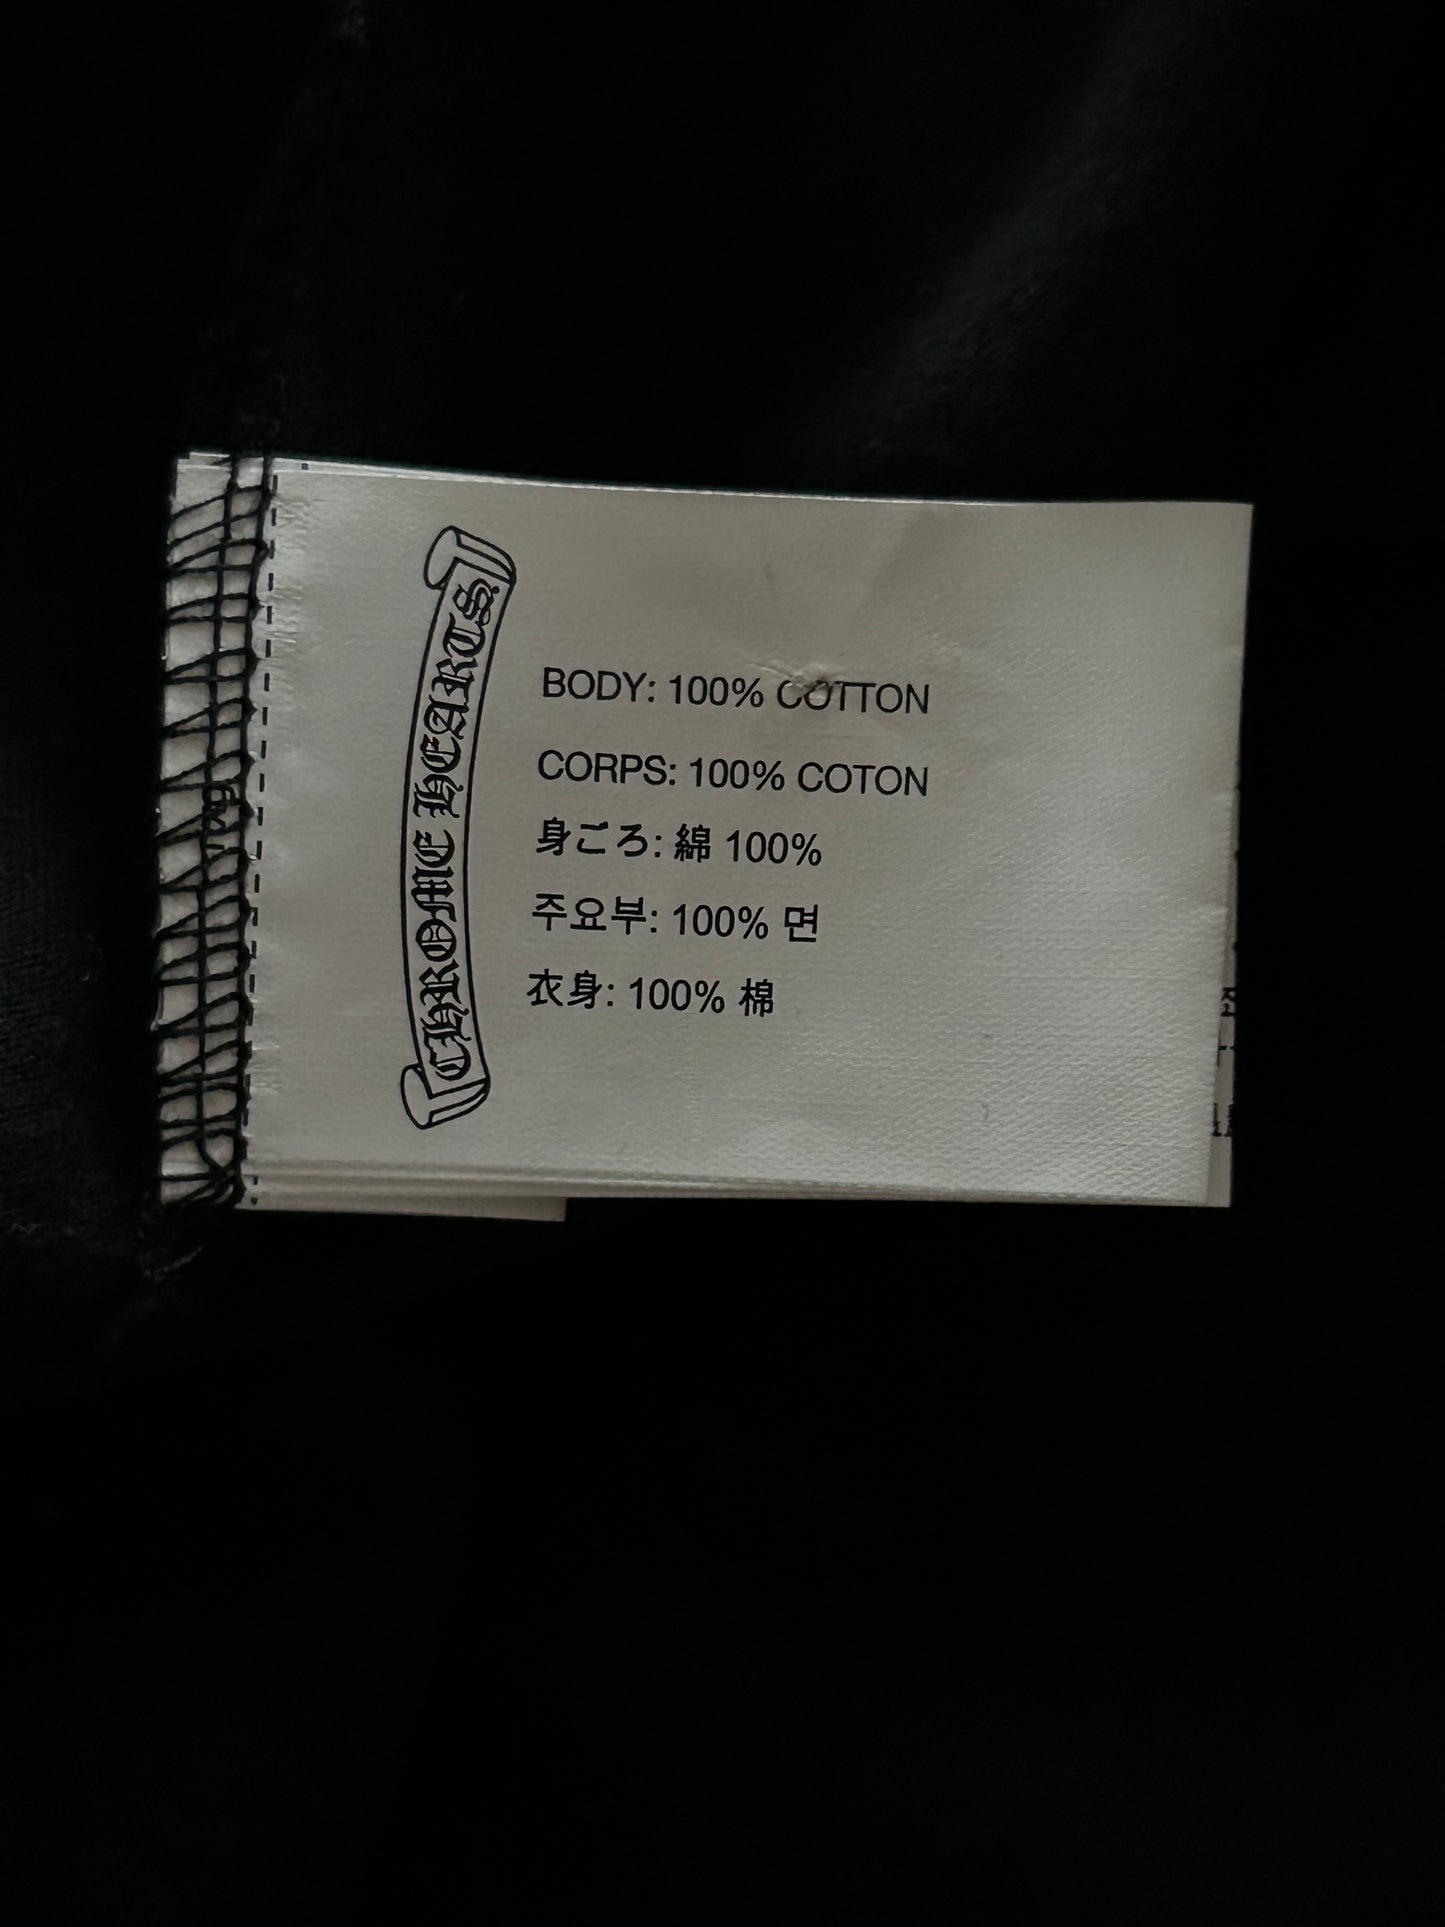 CHROME HEARTS
BODY: 100% COTTON
CORPS: 100% COTON
身ごろ: 綿 100%
주요부: 100% 면
衣身: 100% 棉